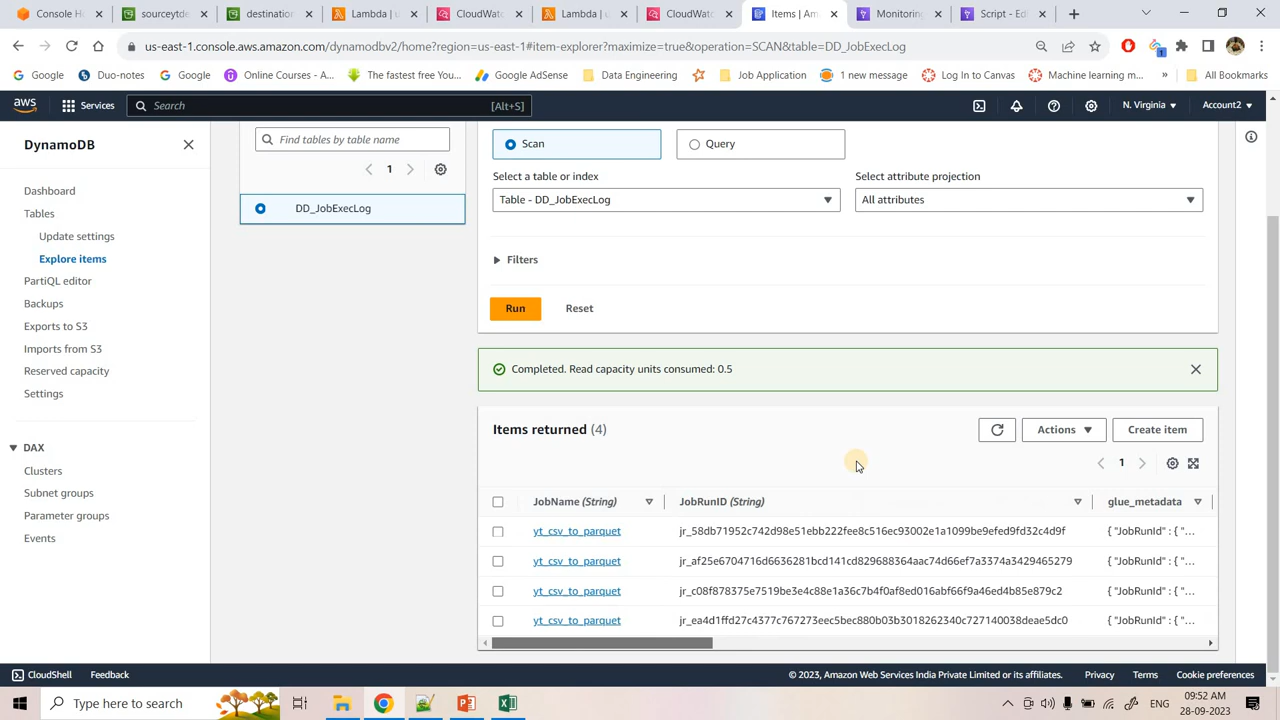 Console Ho
sourceytde
destination
Lambda | u
CloudWate
Lambda | u
CloudWate
Items | Am
Monitoring
Script - Edi
us-east-1.console.aws.amazon.com/dynamodbv2/home?region=us-east-1#item-explorer?maximize=true&operation=SCAN&table=DD_JobExecLog
Google
Duo-notes
Google
Online Courses - A...
The fastest free You...
Google AdSense
Data Engineering
Job Application
1 new message
Log In to Canvas
Machine learning m...
»
All Bookmarks
aws
Services
Search
[Alt+S]
N. Virginia
Account2
DynamoDB
Dashboard
Tables
Update settings
Explore items
PartiQL editor
Backups
Exports to S3
Imports from S3
Reserved capacity
Settings
DAX
Clusters
Subnet groups
Parameter groups
Events
Find tables by table name
1
DD_JobExecLog
Scan
Query
Select a table or index
Select attribute projection
Table - DD_JobExecLog
All attributes
Filters
Run
Reset
Completed. Read capacity units consumed: 0.5
Items returned (4)
Actions
Create item
1
JobName (String)
JobRunID (String)
glue_metadata
yt_csv_to_parquet
jr_58db71952c742d98e51ebb222fee8c516ec93002e1a1099be9efed9fd32c4d9f
{ "JobRunId" : { "...
yt_csv_to_parquet
jr_af25e6704716d6636281bcd141cd829688364aac74d66ef7a3374a3429465279
{ "JobRunId" : { "...
yt_csv_to_parquet
jr_c08f878375e7519be3e4c88e1a36c7b4f0af8ed016abf66f9a46ed4b85e879c2
{ "JobRunId" : { "...
yt_csv_to_parquet
jr_ea4d1ffd27c4377c767273eec5bec880b03b3018262340c727140038deae5dc0
{ "JobRunId" : { "...
CloudShell
Feedback
© 2023, Amazon Web Services India Private Limited or its affiliates.
Privacy
Terms
Cookie preferences
Type here to search
ENG
09:52 AM
28-09-2023